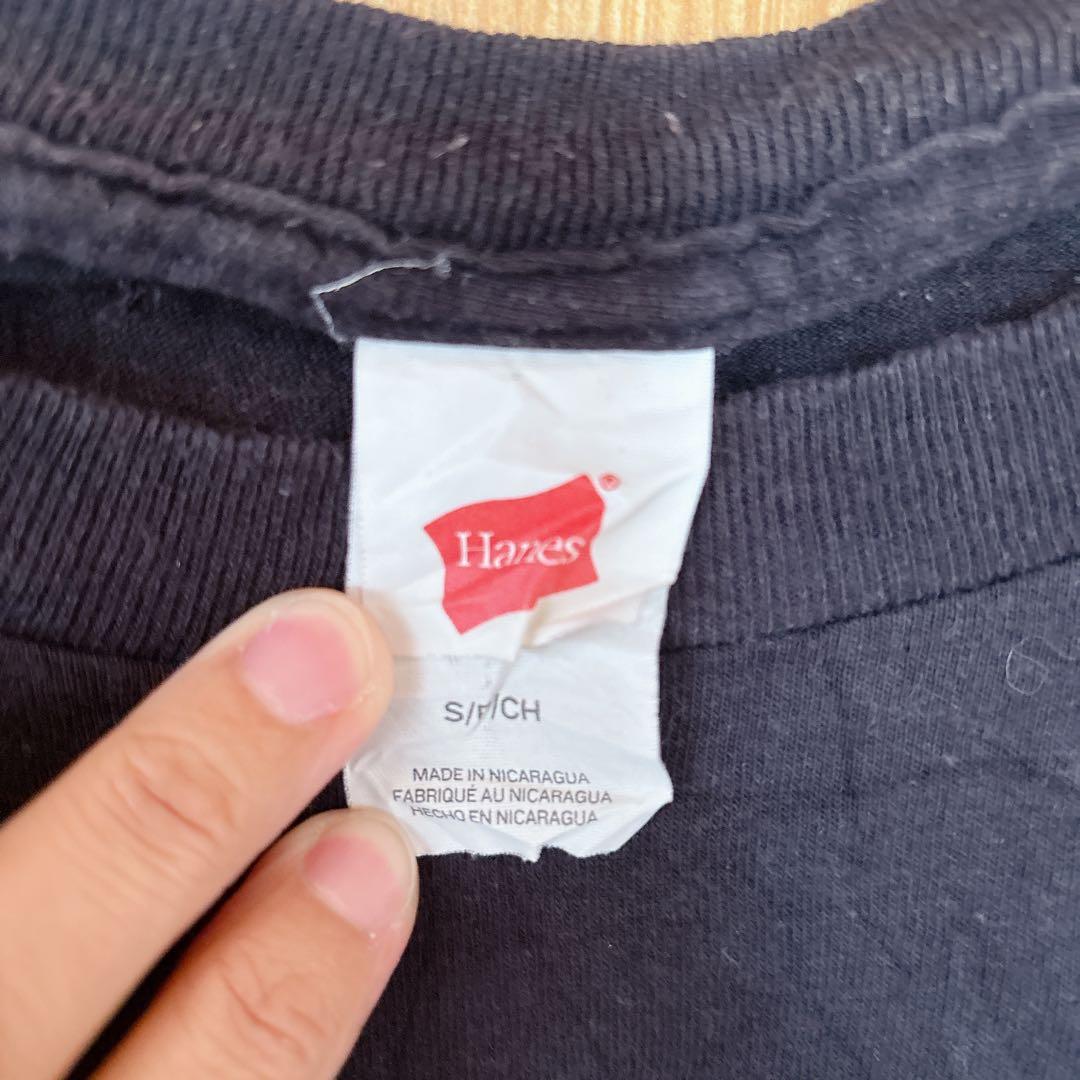 Hanes®
S/P/CH
MADE IN NICARAGUA
FABRIQUÉ AU NICARAGUA
HECHO EN NICARAGUA